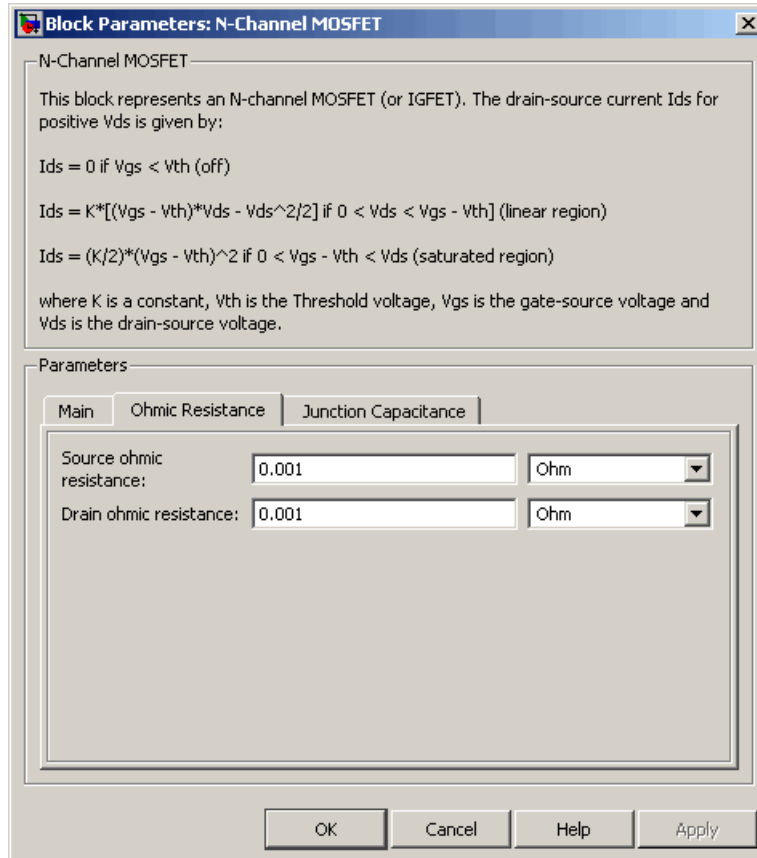 Block Parameters: N-Channel MOSFET
N-Channel MOSFET
This block represents an N-channel MOSFET (or IGFET). The drain-source current Ids for
positive Vds is given by:
Ids = 0 if Vgs < Vth (off)
Ids = K*[(Vgs - Vth)*Vds - Vds^2/2] if 0 < Vds < Vgs - Vth] (linear region)
Ids = (K/2)*(Vgs - Vth)^2 if 0 < Vgs - Vth < Vds (saturated region)
where K is a constant, Vth is the Threshold voltage, Vgs is the gate-source voltage and
Vds is the drain-source voltage.
Parameters
Main Ohmic Resistance Junction Capacitance
Source ohmic
resistance: 0.001 Ohm
Drain ohmic resistance: 0.001 Ohm
OK Cancel Help Apply